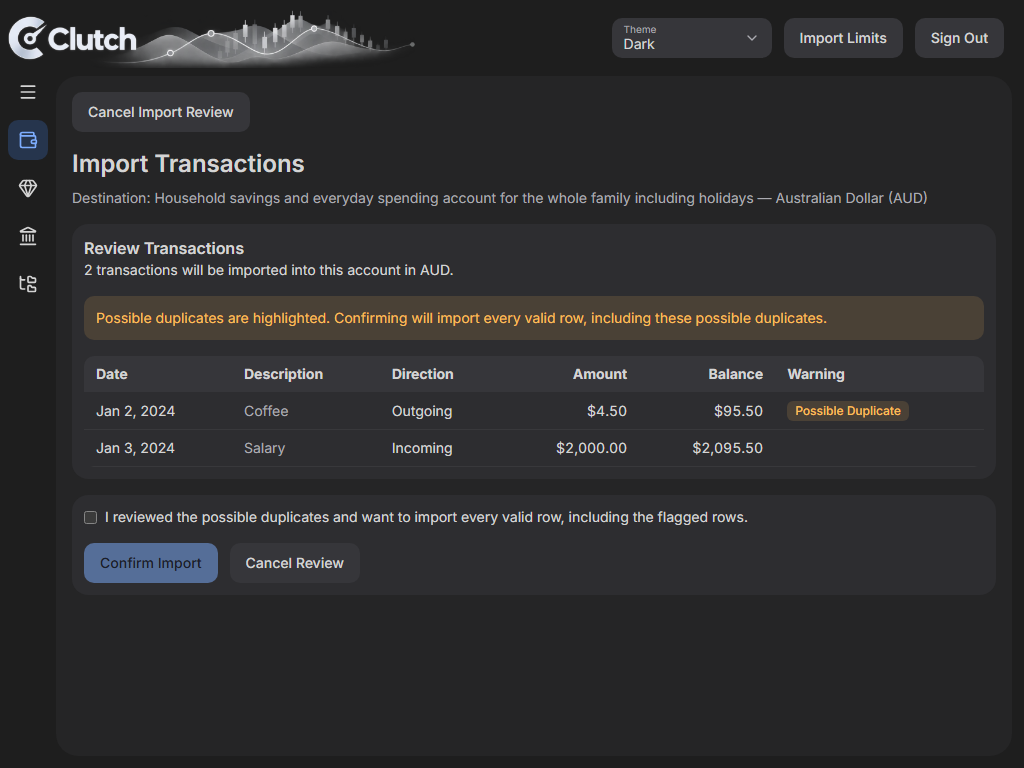 Clutch
Theme
Dark
Import Limits
Sign Out
Cancel Import Review
Import Transactions
Destination: Household savings and everyday spending account for the whole family including holidays — Australian Dollar (AUD)
Review Transactions
2 transactions will be imported into this account in AUD.
Possible duplicates are highlighted. Confirming will import every valid row, including these possible duplicates.
Date Description Direction Amount Balance Warning
Jan 2, 2024 Coffee Outgoing $4.50 $95.50 Possible Duplicate
Jan 3, 2024 Salary Incoming $2,000.00 $2,095.50
I reviewed the possible duplicates and want to import every valid row, including the flagged rows.
Confirm Import
Cancel Review